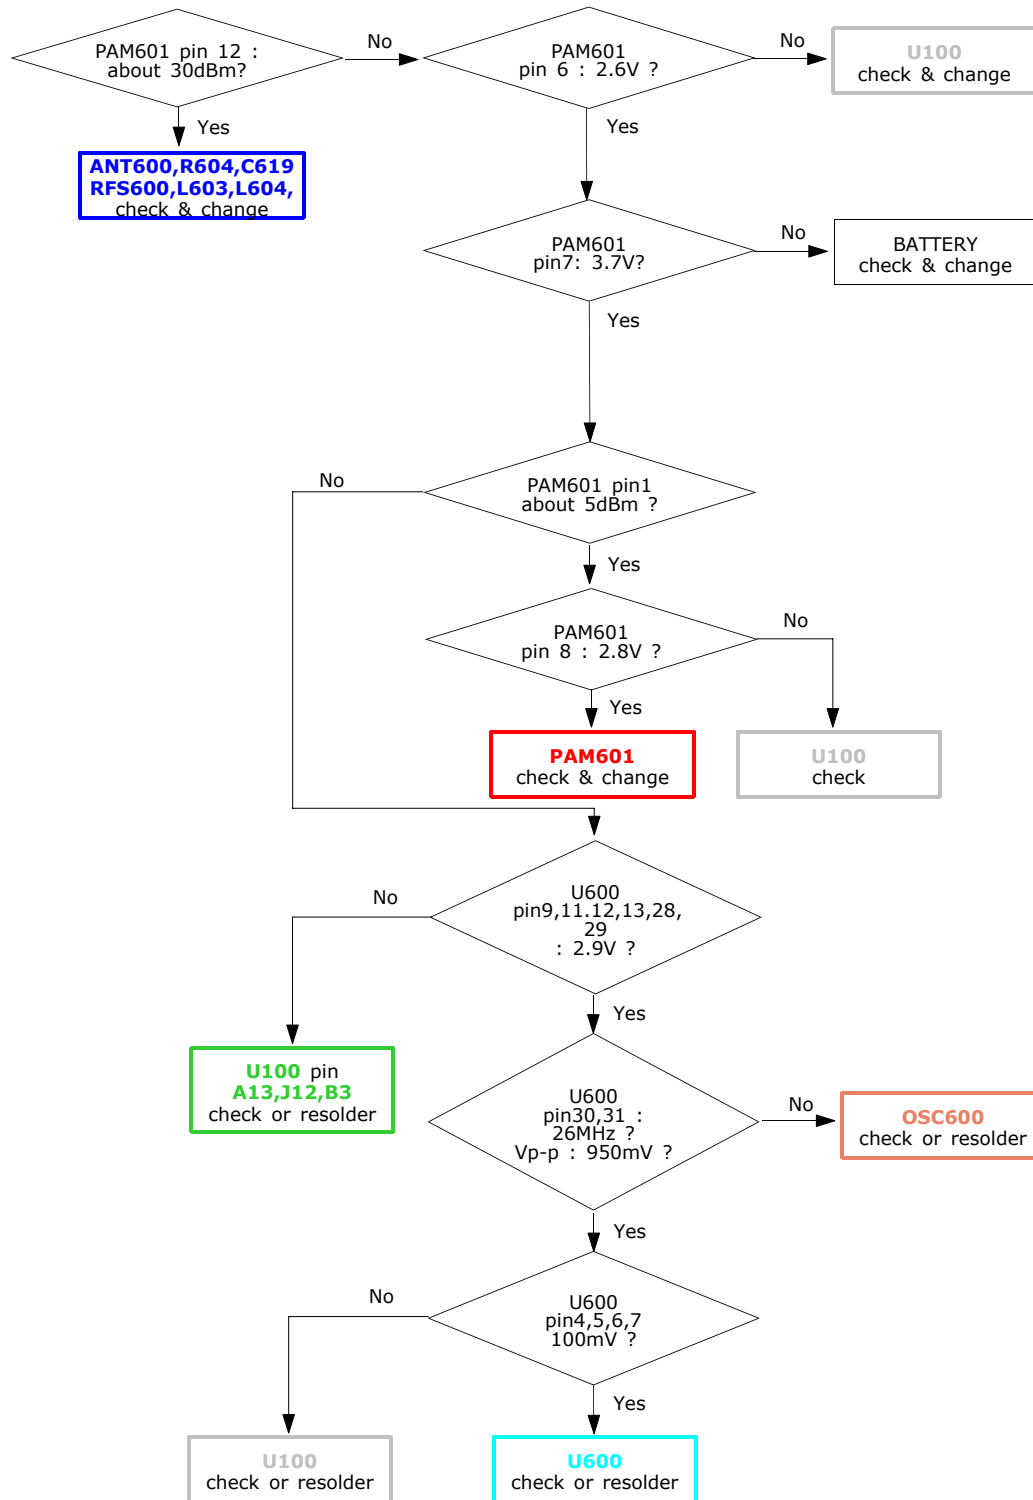 PAM601 pin 12 :
about 30dBm?
No
PAM601
pin 6 : 2.6V ?
No
U100
check & change
Yes
ANT600,R604,C619
RFS600,L603,L604,
check & change
Yes
PAM601
pin7: 3.7V?
No
BATTERY
check & change
Yes
No
PAM601 pin1
about 5dBm ?
Yes
PAM601
pin 8 : 2.8V ?
No
Yes
PAM601
check & change
U100
check
No
U600
pin9,11.12,13,28,
29
: 2.9V ?
Yes
U100 pin
A13,J12,B3
check or resolder
U600
pin30,31 :
26MHz ?
Vp-p : 950mV ?
No
OSC600
check or resolder
Yes
No
U600
pin4,5,6,7
100mV ?
Yes
U100
check or resolder
U600
check or resolder